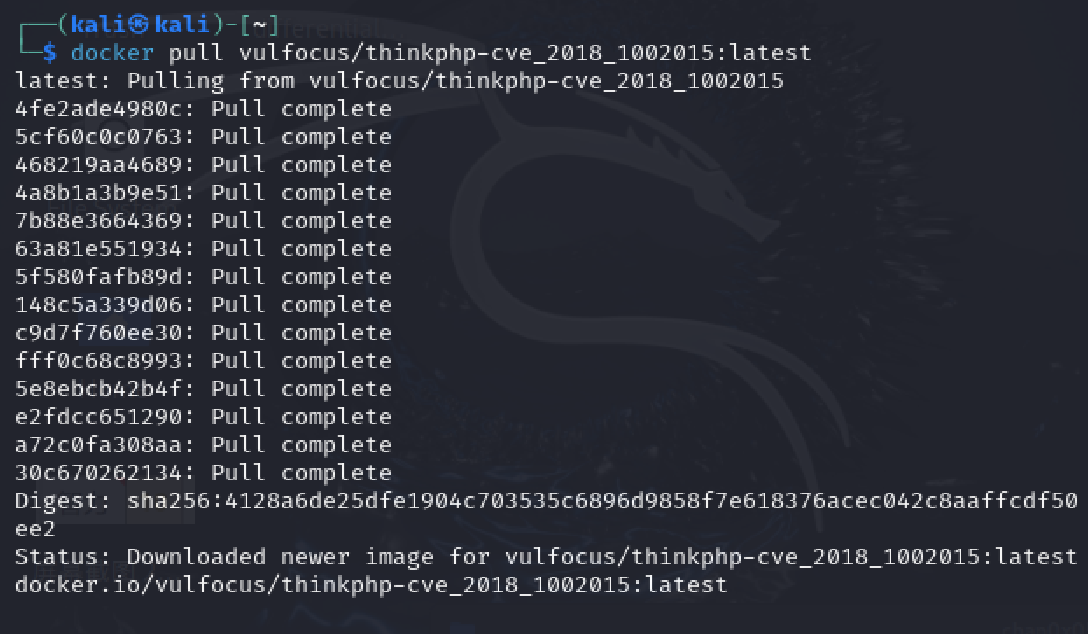 ┌──(kali㉿kali)-[~]
└─$ docker pull vulfocus/thinkphp-cve_2018_1002015:latest
latest: Pulling from vulfocus/thinkphp-cve_2018_1002015
4fe2ade4980c: Pull complete
5cf60c0c0763: Pull complete
468219aa4689: Pull complete
4a8b1a3b9e51: Pull complete
7b88e3664369: Pull complete
63a81e551934: Pull complete
5f580fafb89d: Pull complete
148c5a339d06: Pull complete
c9d7f760ee30: Pull complete
fff0c68c8993: Pull complete
5e8ebcb42b4f: Pull complete
e2fdcc651290: Pull complete
a72c0fa308aa: Pull complete
30c670262134: Pull complete
Digest: sha256:4128a6de25dfe1904c703535c6896d9858f7e618376acec042c8aaffcdf50
ee2
Status: Downloaded newer image for vulfocus/thinkphp-cve_2018_1002015:latest
docker.io/vulfocus/thinkphp-cve_2018_1002015:latest